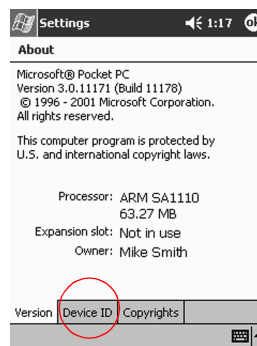 Settings 1:17 ok
About
Microsoft® Pocket PC
Version 3.0.11171 (Build 11178)
© 1996 - 2001 Microsoft Corporation.
All rights reserved.
This computer program is protected by
U.S. and international copyright laws.
Processor: ARM SA1110
63.27 MB
Expansion slot: Not in use
Owner: Mike Smith
Version Device ID Copyrights